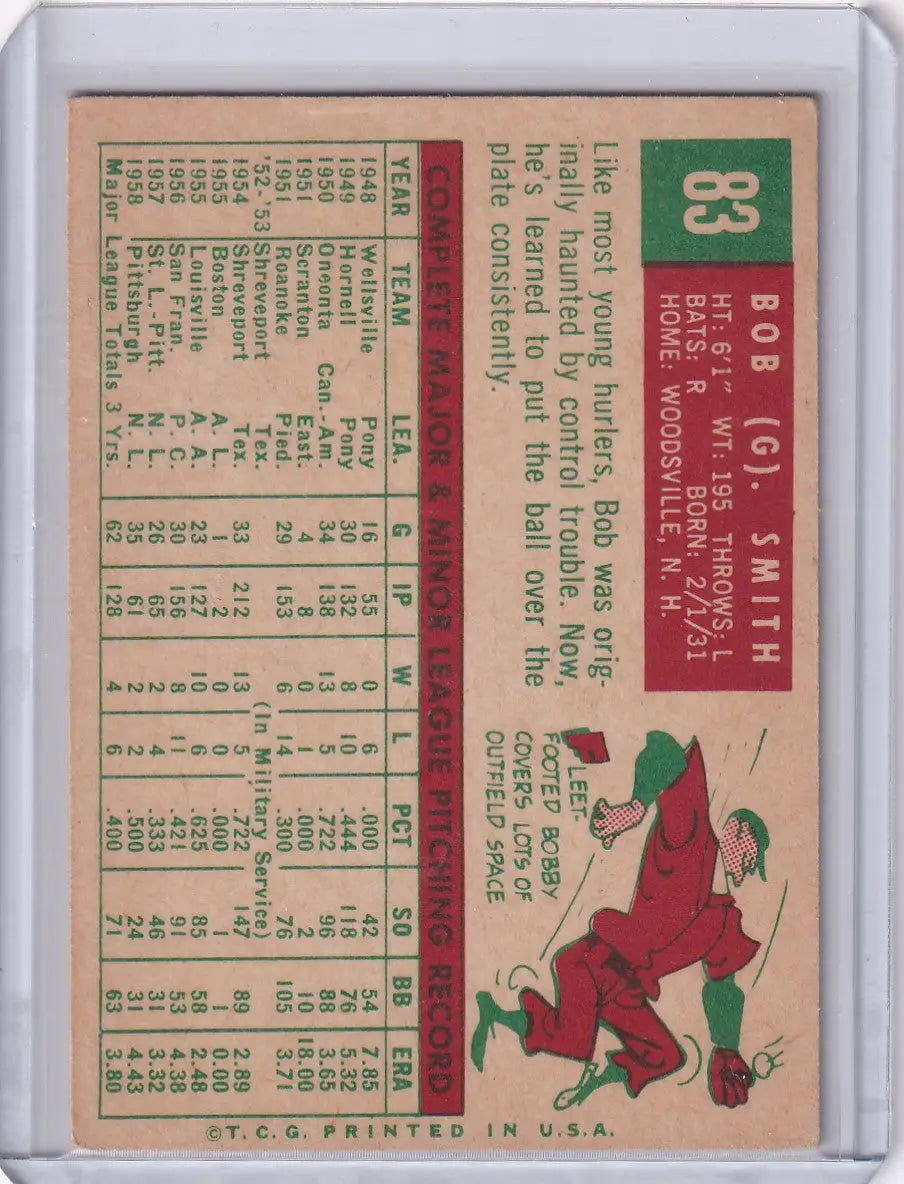 83
BOB (G). SMITH
HT: 6'1" WT: 195 THROWS: L
BATS: R BORN: 2/1/31
HOME: WOODSVILLE, N. H.
Like most young hurlers, Bob was orig-
inally haunted by control trouble. Now,
he's learned to put the ball over the
plate consistently.
FLEET-
FOOTED BOBBY
COVERS LOTS OF
OUTFIELD SPACE
COMPLETE MAJOR & MINOR LEAGUE PITCHING RECORD
YEAR TEAM LEA. G IP W L PCT SO BB ERA
1948 Wellsville Pony 16 55 0 6 .000 42 54 7.85
1949 Hornell Pony 30 132 8 10 .444 118 76 5.32
1950 Oneonta Can.-Am. 34 138 13 5 .722 96 88 3.65
1951 Scranton East. 4 8 0 1 .000 2 10 18.00
1951 Roanoke Pied. 29 153 6 14 .300 76 105 3.71
'52-'53 Shreveport Tex. (In Military Service)
1954 Shreveport Tex. 33 212 13 5 .722 147 89 2.89
1955 Boston A. L. 1 2 0 0 .000 1 1 0.00
1955 Louisville A. A. 23 127 10 6 .625 85 58 2.48
1956 San Fran. P. C. 30 156 8 11 .421 91 53 4.38
1957 St. L.-Pitt. N. L. 26 65 2 4 .333 46 31 3.32
1958 Pittsburgh N. L. 35 61 2 2 .500 24 31 4.43
Major League Totals 3 Yrs. 62 128 4 6 .400 71 63 3.80
©T. C. G. PRINTED IN U.S.A.